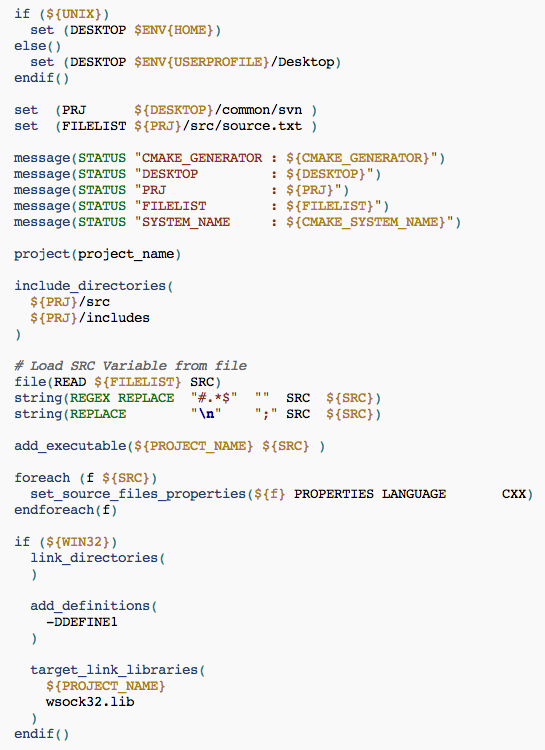 if (${UNIX})
  set (DESKTOP $ENV{HOME})
else()
  set (DESKTOP $ENV{USERPROFILE}/Desktop)
endif()

set  (PRJ      ${DESKTOP}/common/svn )
set  (FILELIST ${PRJ}/src/source.txt )

message(STATUS "CMAKE_GENERATOR : ${CMAKE_GENERATOR}")
message(STATUS "DESKTOP         : ${DESKTOP}")
message(STATUS "PRJ             : ${PRJ}")
message(STATUS "FILELIST        : ${FILELIST}")
message(STATUS "SYSTEM_NAME     : ${CMAKE_SYSTEM_NAME}")

project(project_name)

include_directories(
  ${PRJ}/src
  ${PRJ}/includes
)

# Load SRC Variable from file
file(READ ${FILELIST} SRC)
string(REGEX REPLACE  "#.*$"  ""  SRC  ${SRC})
string(REPLACE        "\n"    ";" SRC  ${SRC})

add_executable(${PROJECT_NAME} ${SRC} )

foreach (f ${SRC})
  set_source_files_properties(${f} PROPERTIES LANGUAGE       CXX)
endforeach(f)

if (${WIN32})
  link_directories(
  )

  add_definitions(
    -DDEFINE1
  )

  target_link_libraries(
    ${PROJECT_NAME}
    wsock32.lib
  )
endif()